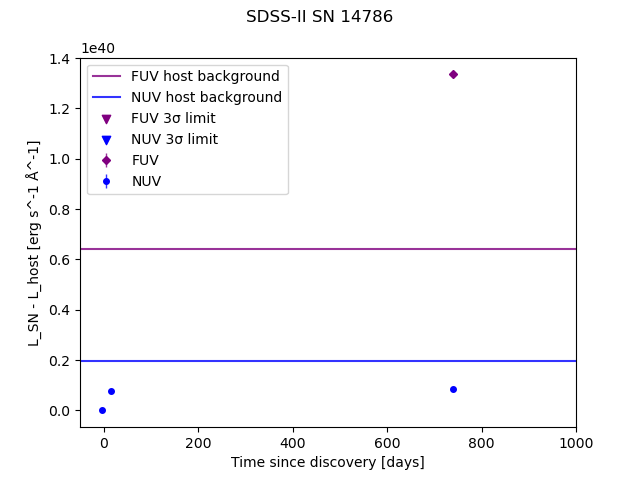 SDSS-II SN 14786
1e40
FUV host background
NUV host background
FUV 3σ limit
NUV 3σ limit
FUV
NUV
1.4
1.2
1.0
0.8
0.6
0.4
0.2
0.0
L_SN - L_host [erg s^-1 Å^-1]
0 200 400 600 800 1000
Time since discovery [days]